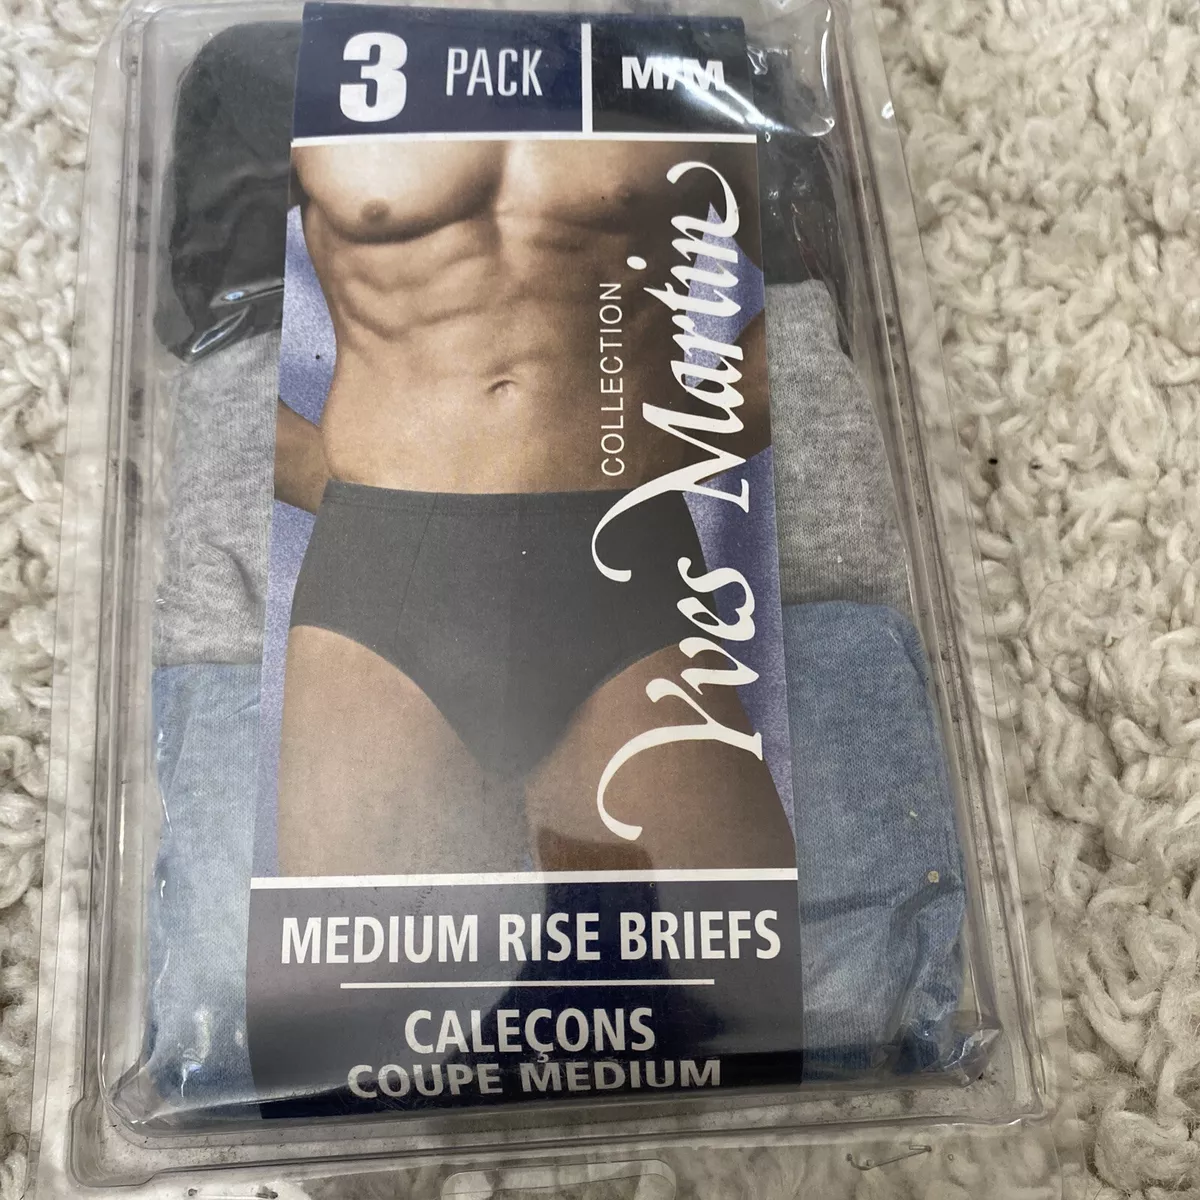 3 PACK M/M
COLLECTION
Yves Martin
MEDIUM RISE BRIEFS
CALEÇONS
COUPE MEDIUM